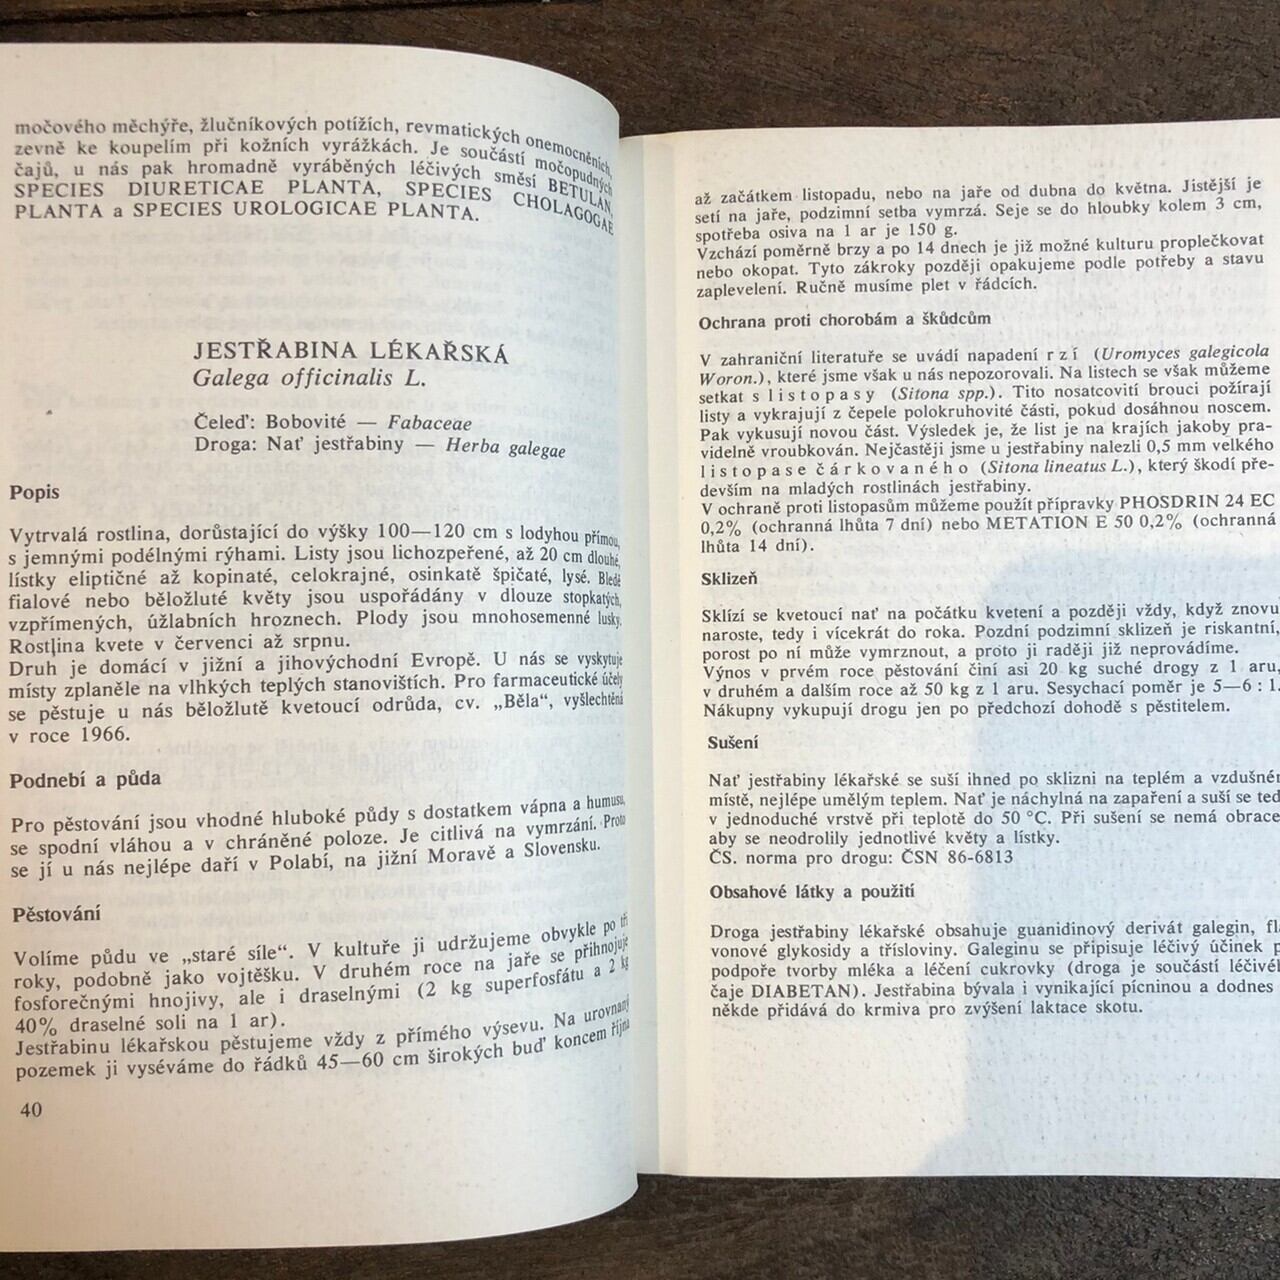 močového měchýře, žlučníkových potížích, revmatických onemocněních,
zevně ke koupelím při kožních vyrážkách. Je součástí močopudných
čajů, u nás pak hromadně vyráběných léčivých směsí BETULAN,
SPECIES DIURETICAE PLANTA, SPECIES CHOLAGOGAE
PLANTA a SPECIES UROLOGICAE PLANTA.
JESTŘABINA LÉKAŘSKÁ
Galega officinalis L.
Čeleď: Bobovité — Fabaceae
Droga: Nať jestřabiny — Herba galegae
Popis
Vytrvalá rostlina, dorůstající do výšky 100—120 cm s lodyhou přímou,
s jemnými podélnými rýhami. Listy jsou lichozpeřené, až 20 cm dlouhé,
lístky eliptičné až kopinaté, celokrajné, osinkatě špičaté, lysé. Bledě
fialové nebo běložluté květy jsou uspořádány v dlouze stopkatých,
vzpřímených, úžlabních hroznech. Plody jsou mnohosemenné lusky.
Rostlina kvete v červenci až srpnu.
Druh je domácí v jižní a jihovýchodní Evropě. U nás se vyskytuje
místy zplaněle na vlhkých teplých stanovištích. Pro farmaceutické účely
se pěstuje u nás běložlutě kvetoucí odrůda, cv. „Běla“, vyšlechtěná
v roce 1966.
Podnebí a půda
Pro pěstování jsou vhodné hluboké půdy s dostatkem vápna a humusu,
se spodní vláhou a v chráněné poloze. Je citlivá na vymrzání. Proto
se jí u nás nejlépe daří v Polabí, na jižní Moravě a Slovensku.
Pěstování
Volíme půdu ve „staré síle“. V kultuře ji udržujeme obvykle po tři
roky, podobně jako vojtěšku. V druhém roce na jaře se přihnojuje
fosforečnými hnojivy, ale i draselnými (2 kg superfosfátu a 2 kg
40% draselné soli na 1 ar).
Jestřabinu lékařskou pěstujeme vždy z přímého výsevu. Na urovnaný
pozemek ji vyséváme do řádků 45—60 cm širokých buď koncem října
40
až začátkem listopadu, nebo na jaře od dubna do května. Jistější je
setí na jaře, podzimní setba vymrzá. Seje se do hloubky kolem 3 cm,
spotřeba osiva na 1 ar je 150 g.
Vzchází poměrně brzy a po 14 dnech je již možné kulturu proplečkovat
nebo okopat. Tyto zákroky později opakujeme podle potřeby a stavu
zaplevelení. Ručně musíme plet v řádcích.
Ochrana proti chorobám a škůdcům
V zahraniční literatuře se uvádí napadení rzí (Uromyces galegicola
Woron.), které jsme však u nás nepozorovali. Na listech se však můžeme
setkat s listopasy (Sitona spp.). Tito nosatcovití brouci požírají
listy a vykrajují z čepele polokruhovité části, pokud dosáhnou noscem.
Pak vykusují novou část. Výsledek je, že list je na krajích jakoby pra-
videlně vroubkován. Nejčastěji jsme u jestřabiny nalezli 0,5 mm velkého
listopase čárkovaného (Sitona lineatus L.), který škodí pře-
devším na mladých rostlinách jestřabiny.
V ochraně proti listopasům můžeme použít přípravky PHOSDRIN 24 EC
0,2% (ochranná lhůta 7 dní) nebo METATION E 50 0,2% (ochranná
lhůta 14 dní).
Sklizeň
Sklízí se kvetoucí nať na počátku kvetení a později vždy, když znovu
naroste, tedy i vícekrát do roka. Pozdní podzimní sklizeň je riskantní,
porost po ní může vymrznout, a proto ji raději již neprovádíme.
Výnos v prvém roce pěstování činí asi 20 kg suché drogy z 1 aru,
v druhém a dalším roce až 50 kg z 1 aru. Sesychací poměr je 5—6 : 1.
Nákupny vykupují drogu jen po předchozí dohodě s pěstitelem.
Sušení
Nať jestřabiny lékařské se suší ihned po sklizni na teplém a vzdušném
místě, nejlépe umělým teplem. Nať je náchylná na zapaření a suší se ted
v jednoduché vrstvě při teplotě do 50 °C. Při sušení se nemá obrace
aby se neodrolily jednotlivé květy a lístky.
ČS. norma pro drogu: ČSN 86-6813
Obsahové látky a použití
Droga jestřabiny lékařské obsahuje guanidinový derivát galegin, fla
vonové glykosidy a třísloviny. Galeginu se připisuje léčivý účinek p
podpoře tvorby mléka a léčení cukrovky (droga je součástí léčivéh
čaje DIABETAN). Jestřabina bývala i vynikající pícninou a dodnes
někde přidává do krmiva pro zvýšení laktace skotu.